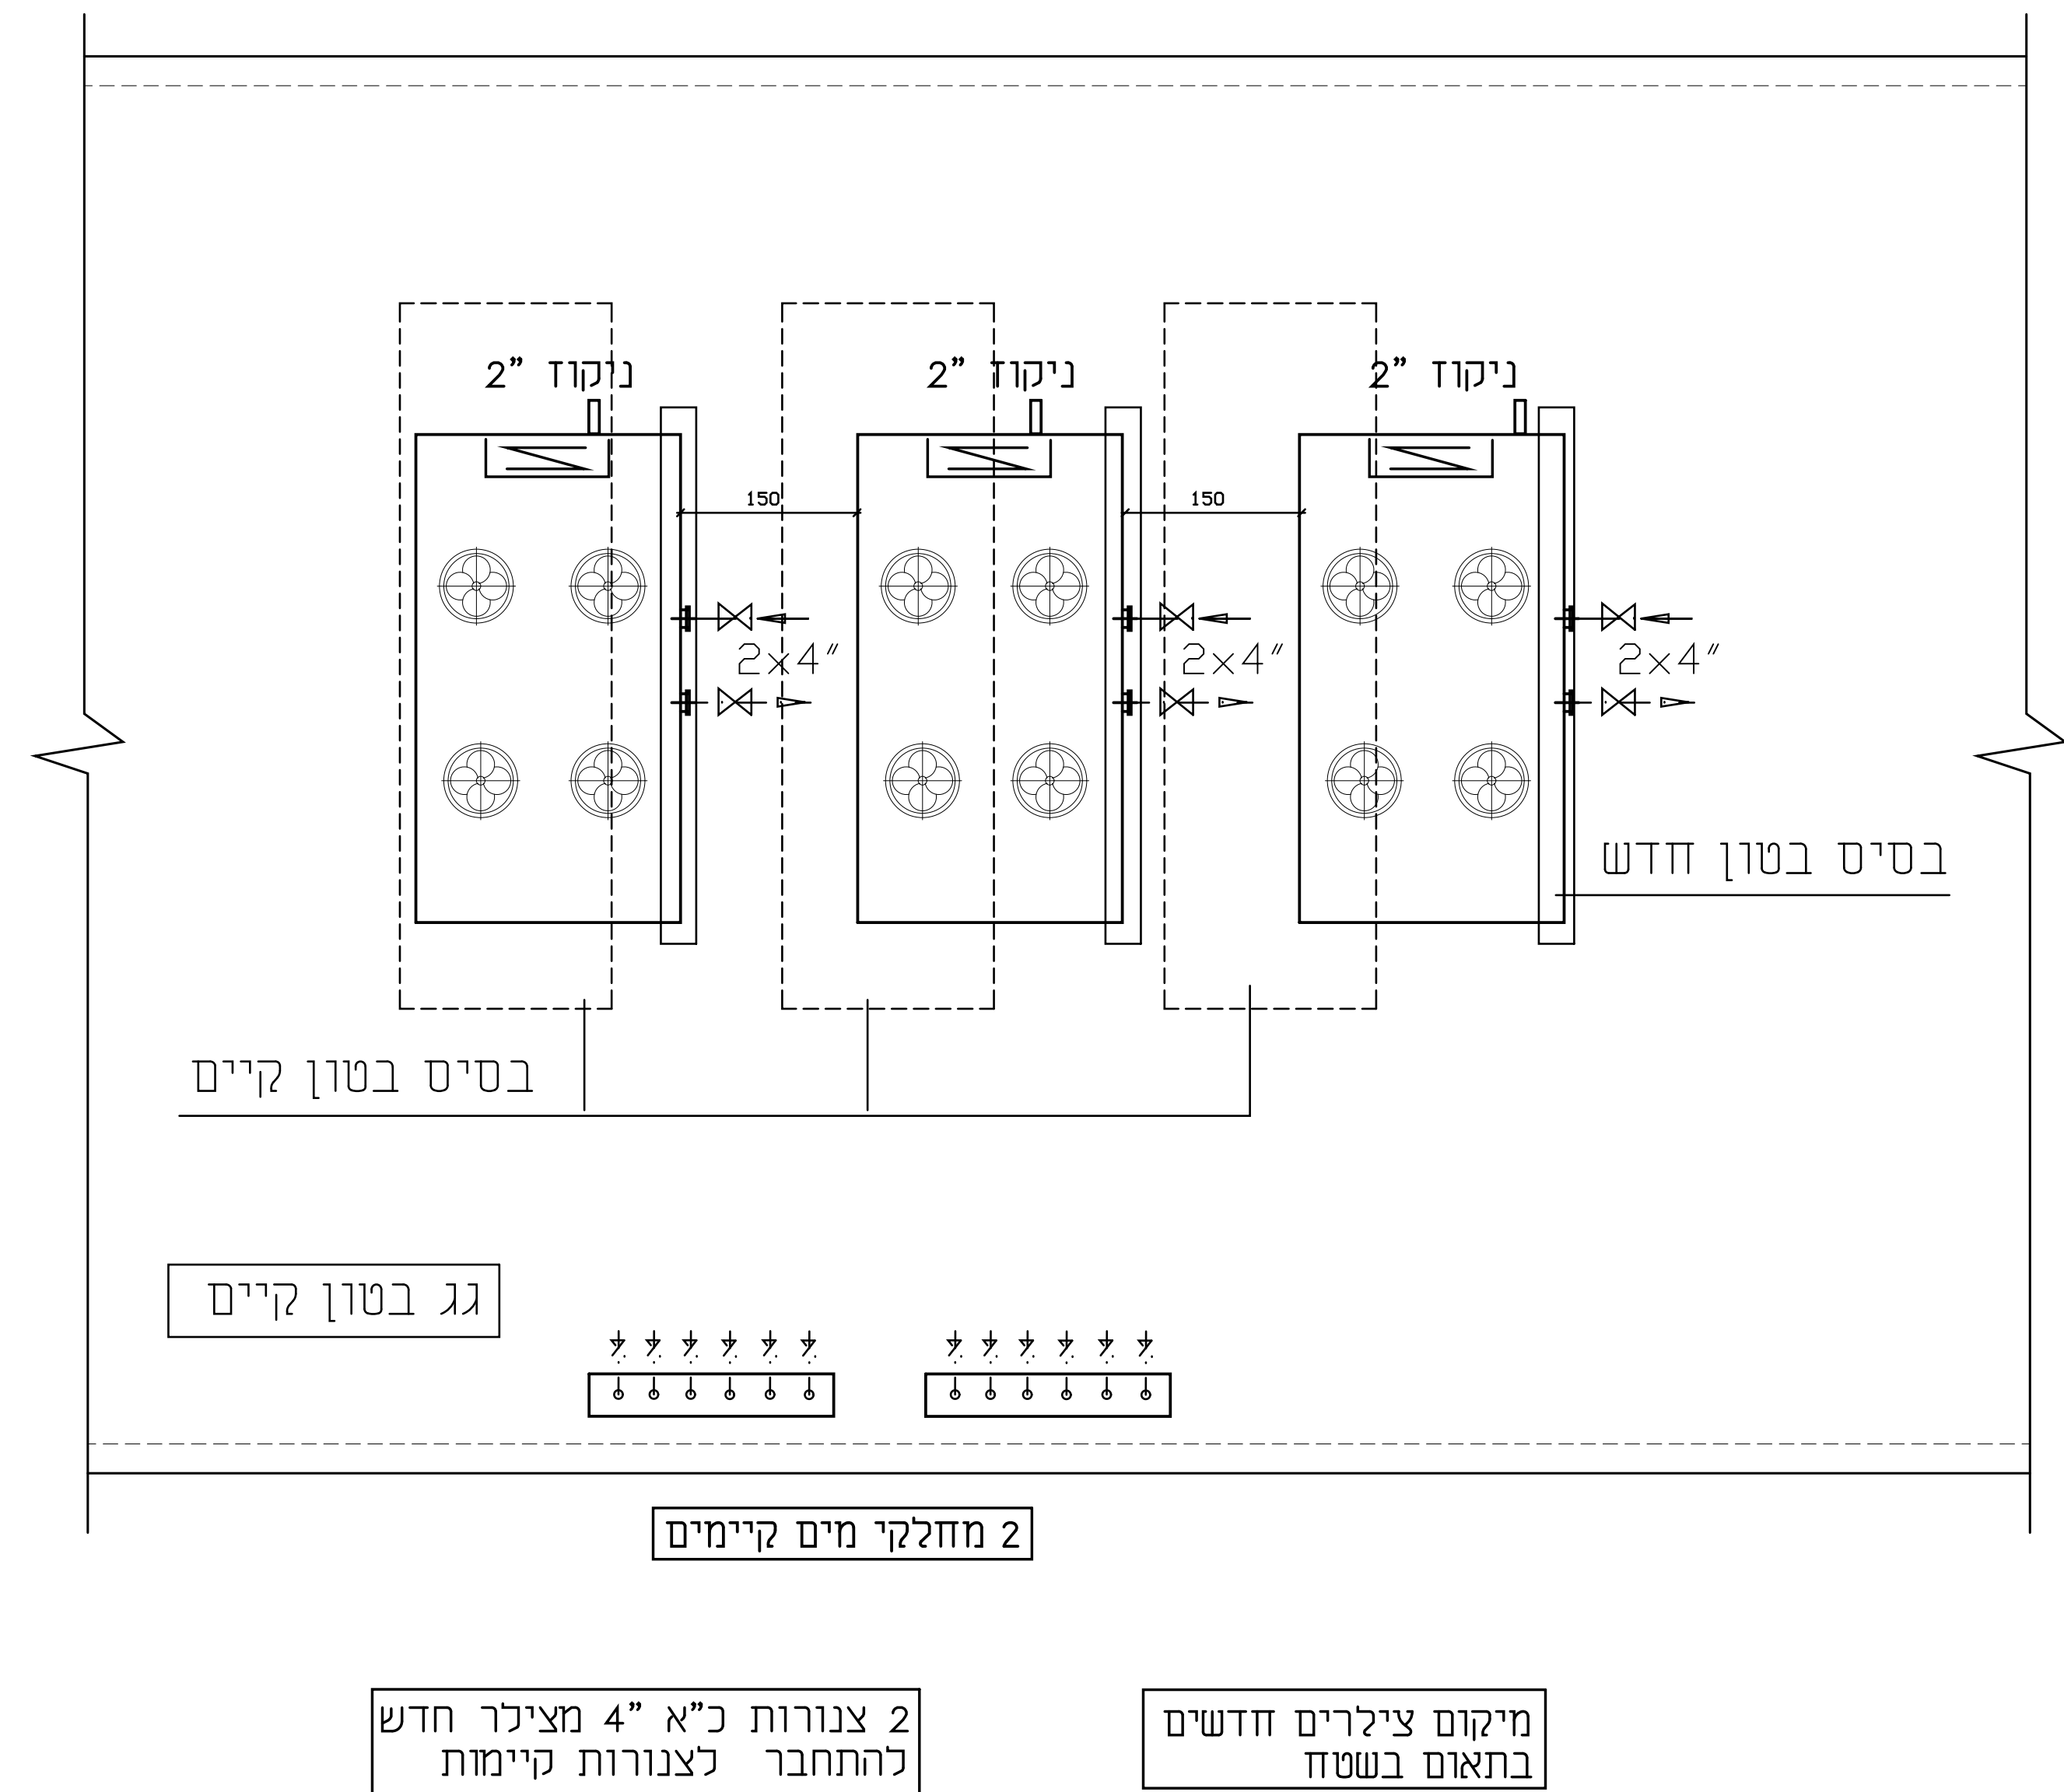 ניקוז "2
ניקוז "2
ניקוז "2
150
150
2x4"
2x4"
2x4"
בסיס בטון חדש
בסיס בטון קיים
גג בטון קיים
2 מחלקי מים קיימים
2 צנורות כ"א "4 מצילר חדש
להתחבר לצנורות קיימות
מיקום צילרים חדשים
בתאום בשטח